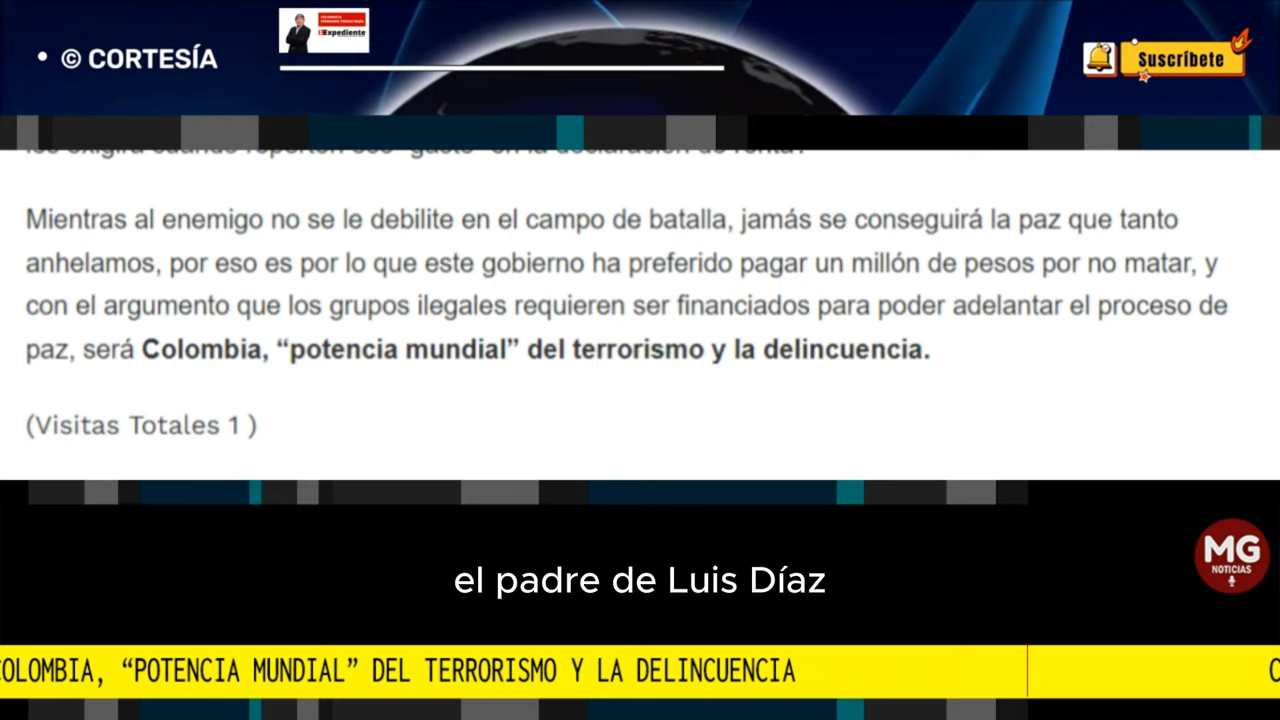 • © CORTESÍA
Expediente
Suscríbete
Mientras al enemigo no se le debilite en el campo de batalla, jamás se conseguirá la paz que tanto
anhelamos, por eso es por lo que este gobierno ha preferido pagar un millón de pesos por no matar, y
con el argumento que los grupos ilegales requieren ser financiados para poder adelantar el proceso de
paz, será Colombia, “potencia mundial” del terrorismo y la delincuencia.
(Visitas Totales 1 )
MG
NOTICIAS
el padre de Luis Díaz
OLOMBIA, “POTENCIA MUNDIAL” DEL TERRORISMO Y LA DELINCUENCIA